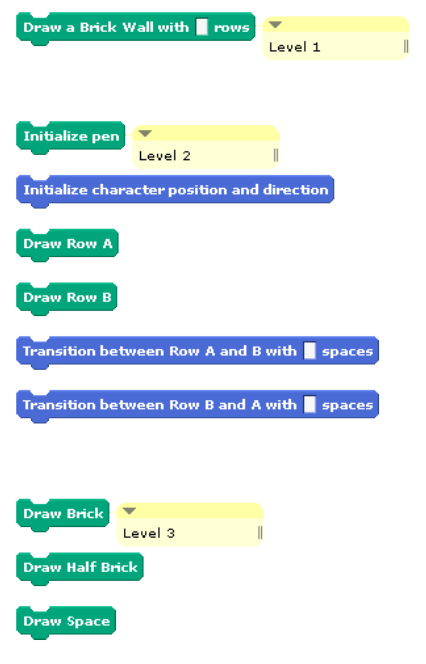 Draw a Brick Wall with rows
Level 1
Initialize pen
Level 2
Initialize character position and direction
Draw Row A
Draw Row B
Transition between Row A and B with spaces
Transition between Row B and A with spaces
Draw Brick
Level 3
Draw Half Brick
Draw Space